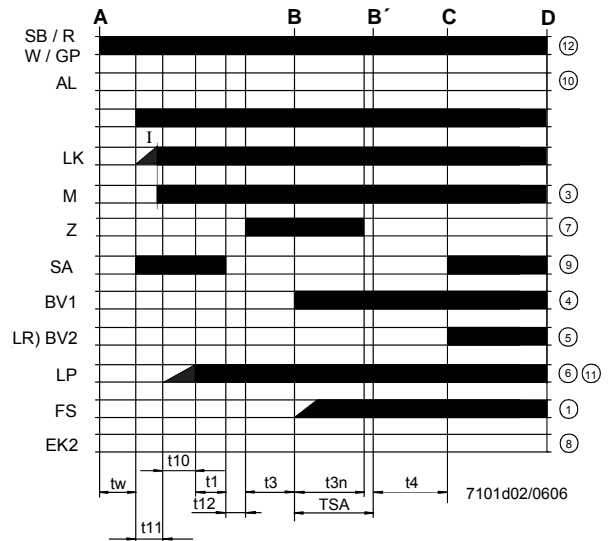 A B B´ C D
SB / R
W / GP ⑫
AL ⑩
I
LK
M ③
Z ⑦
SA ⑨
BV1 ④
LR) BV2 ⑤
LP ⑥ ⑪
FS ①
EK2 ⑧
t10
tw t1 t3 t3n t4 7101d02/0606
t12 TSA
t11